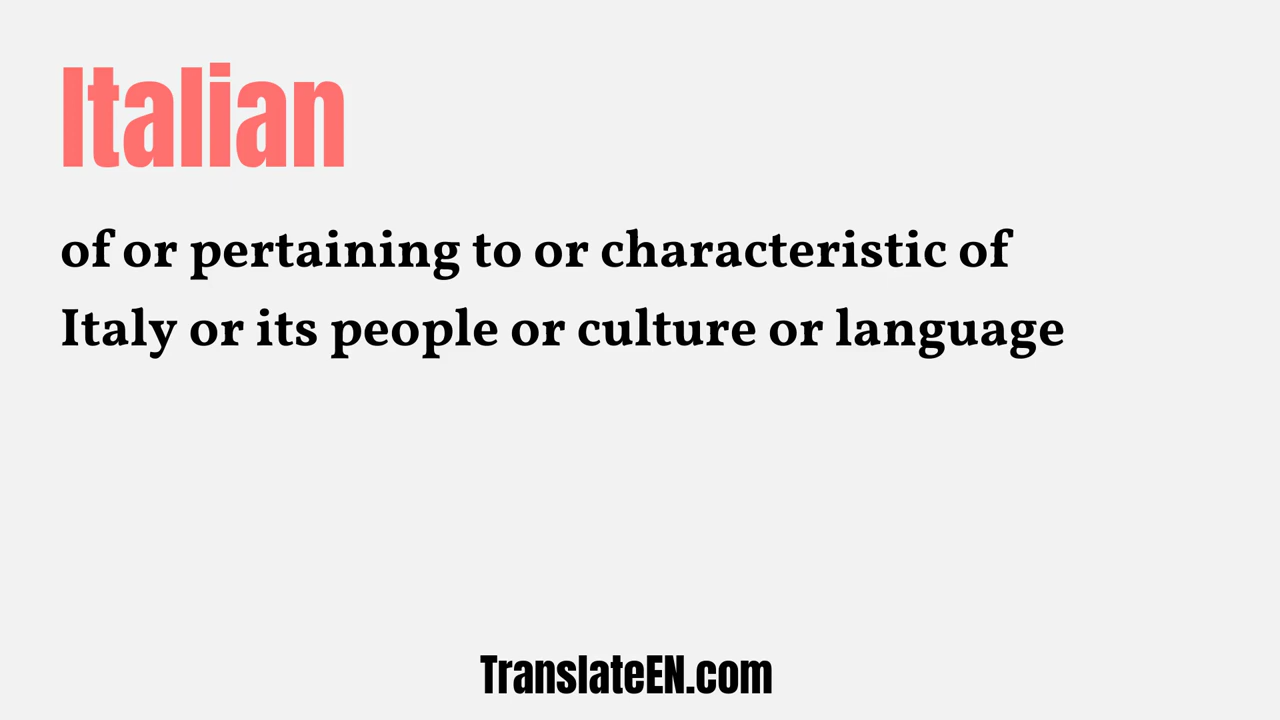 Italian
of or pertaining to or characteristic of
Italy or its people or culture or language
TranslateEN.com